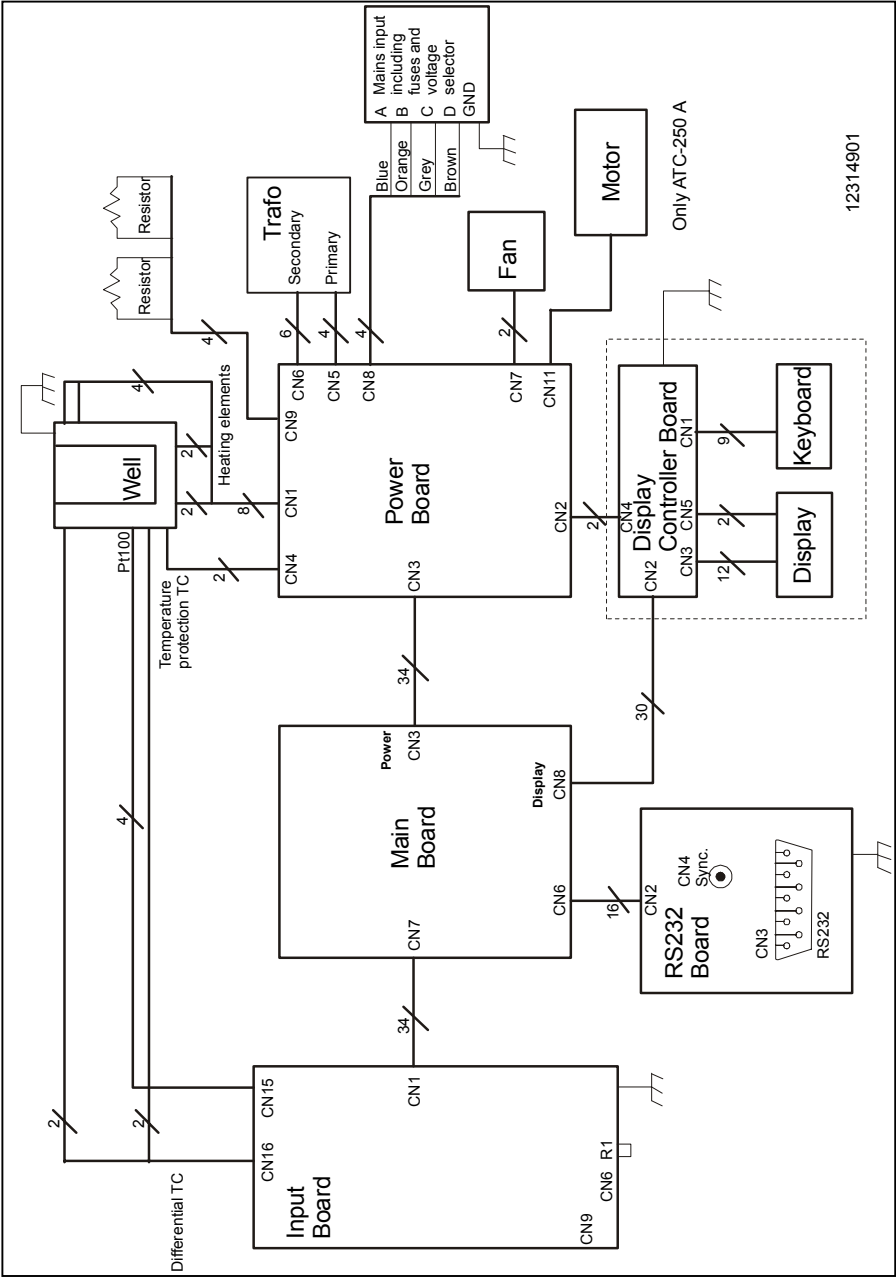 Differential TC
2
2
4
CN16
CN15
Input
Board
CN1
CN9
CN6
R1
34
Main
Board
CN7
Power
CN3
Display
CN8
CN6
16
CN2
RS232
Board
CN4
Sync.
CN3
RS232
30
34
Pt100
Temperature
protection TC
2
Well
2
2
4
Heating elements
8
CN4
CN1
CN9
CN3
Power
Board
CN6
CN5
CN8
CN7
CN11
CN2
4
Resistor
Resistor
6
4
4
Trafo
Secondary
Primary
Blue
Orange
Grey
Brown
A Mains input
B including
fuses and
C voltage
D selector
GND
2
Fan
Motor
Only ATC-250 A
2
CN4
Display
Controller Board
CN2
CN3
CN5
CN1
12
2
9
Display
Keyboard
12314901